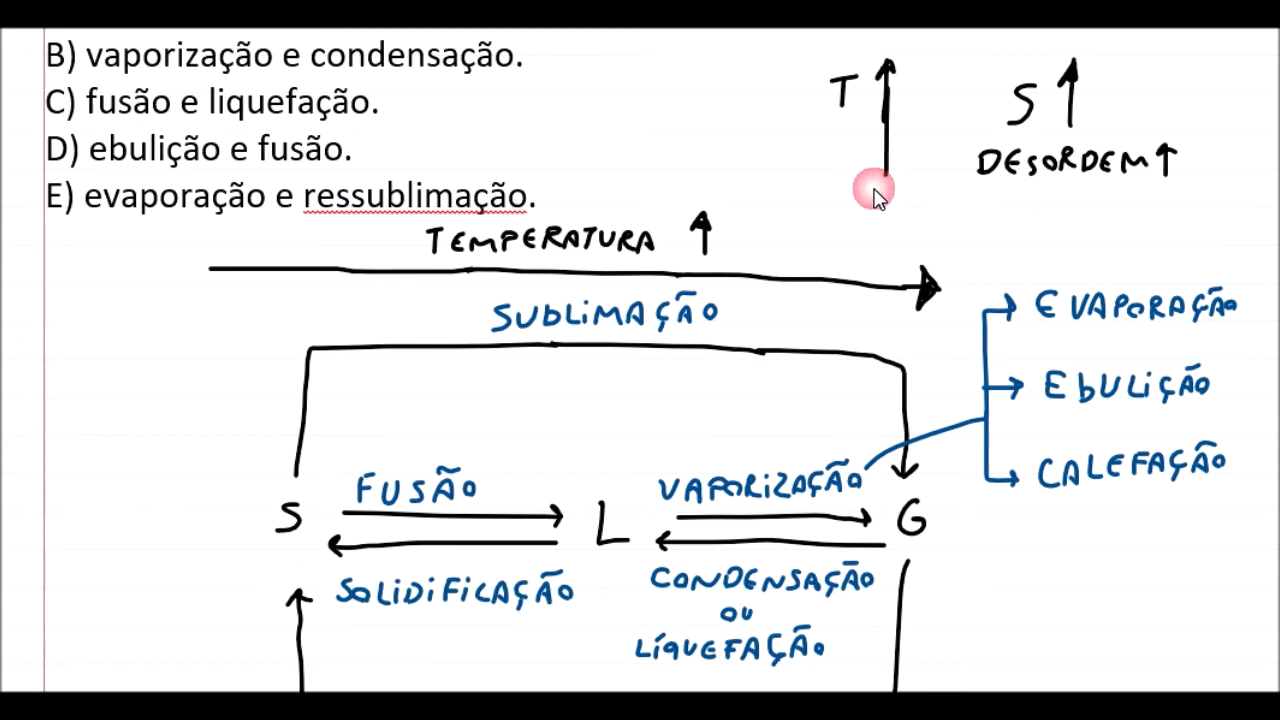 B) vaporização e condensação.
C) fusão e liquefação.
D) ebulição e fusão.
E) evaporação e ressublimação.
T ↑
S ↑
DESORDEM ↑
TEMPERATURA ↑
SUBLIMAÇÃO
EVAPORAÇÃO
EBULIÇÃO
CALEFAÇÃO
FUSÃO
VAPORIZAÇÃO
S
L
G
SOLIDIFICAÇÃO
CONDENSAÇÃO
OU
LÍQUEFAÇÃO